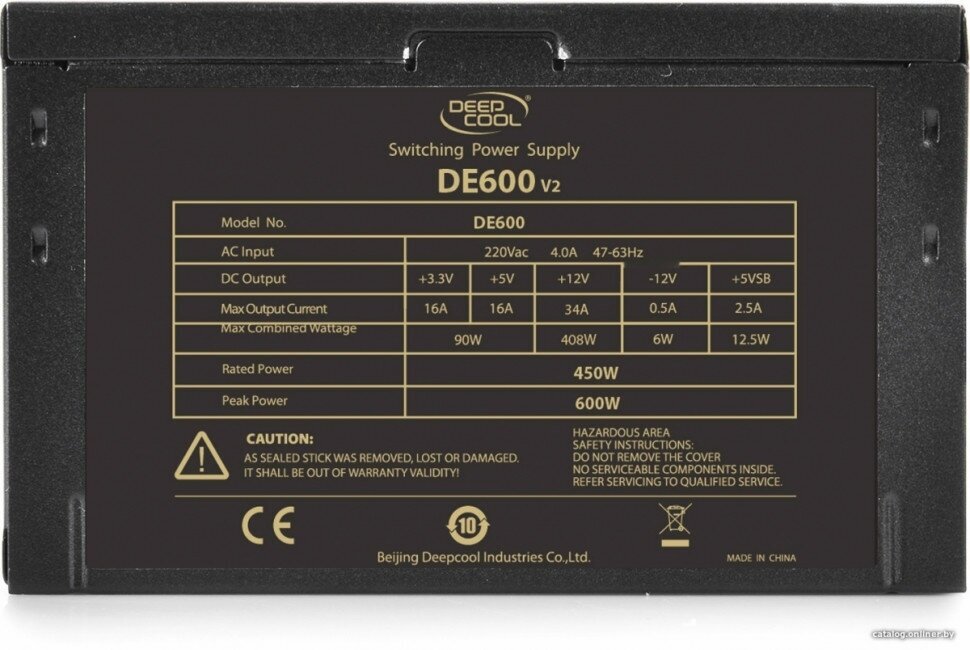 DEEP
COOL®
Switching Power Supply
DE600 V2
Model No. DE600
AC Input 220Vac 4.0A 47-63Hz
DC Output +3.3V +5V +12V -12V +5VSB
Max Output Current 16A 16A 34A 0.5A 2.5A
Max Combined Wattage 90W 408W 6W 12.5W
Rated Power 450W
Peak Power 600W
CAUTION:
AS SEALED STICK WAS REMOVED, LOST OR DAMAGED.
IT SHALL BE OUT OF WARRANTY VALIDITY!
HAZARDOUS AREA
SAFETY INSTRUCTIONS:
DO NOT REMOVE THE COVER
NO SERVICEABLE COMPONENTS INSIDE.
REFER SERVICING TO QUALIFIED SERVICE.
CE
10
Beijing Deepcool Industries Co.,Ltd.
MADE IN CHINA
catalog.onliner.by